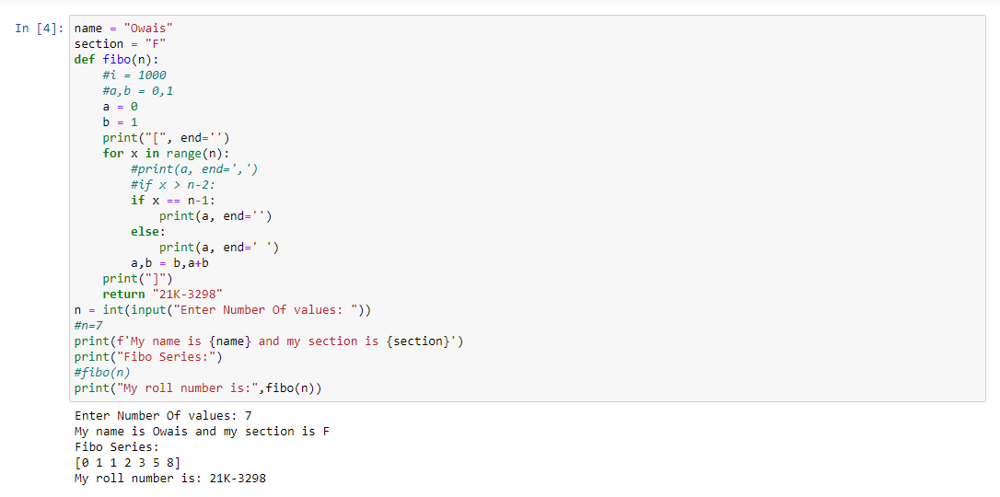 In [4]: name = "Owais"
section = "F"
def fibo(n):
    #i = 1000
    #a,b = 0,1
    a = 0
    b = 1
    print("[", end='')
    for x in range(n):
        #print(a, end=',')
        #if x > n-2:
        if x == n-1:
            print(a, end='')
        else:
            print(a, end=' ')
        a,b = b,a+b
    print("]")
    return "21K-3298"
n = int(input("Enter Number Of values: "))
#n=7
print(f'My name is {name} and my section is {section}')
print("Fibo Series:")
#fibo(n)
print("My roll number is:",fibo(n))
Enter Number Of values: 7
My name is Owais and my section is F
Fibo Series:
[0 1 1 2 3 5 8]
My roll number is: 21K-3298